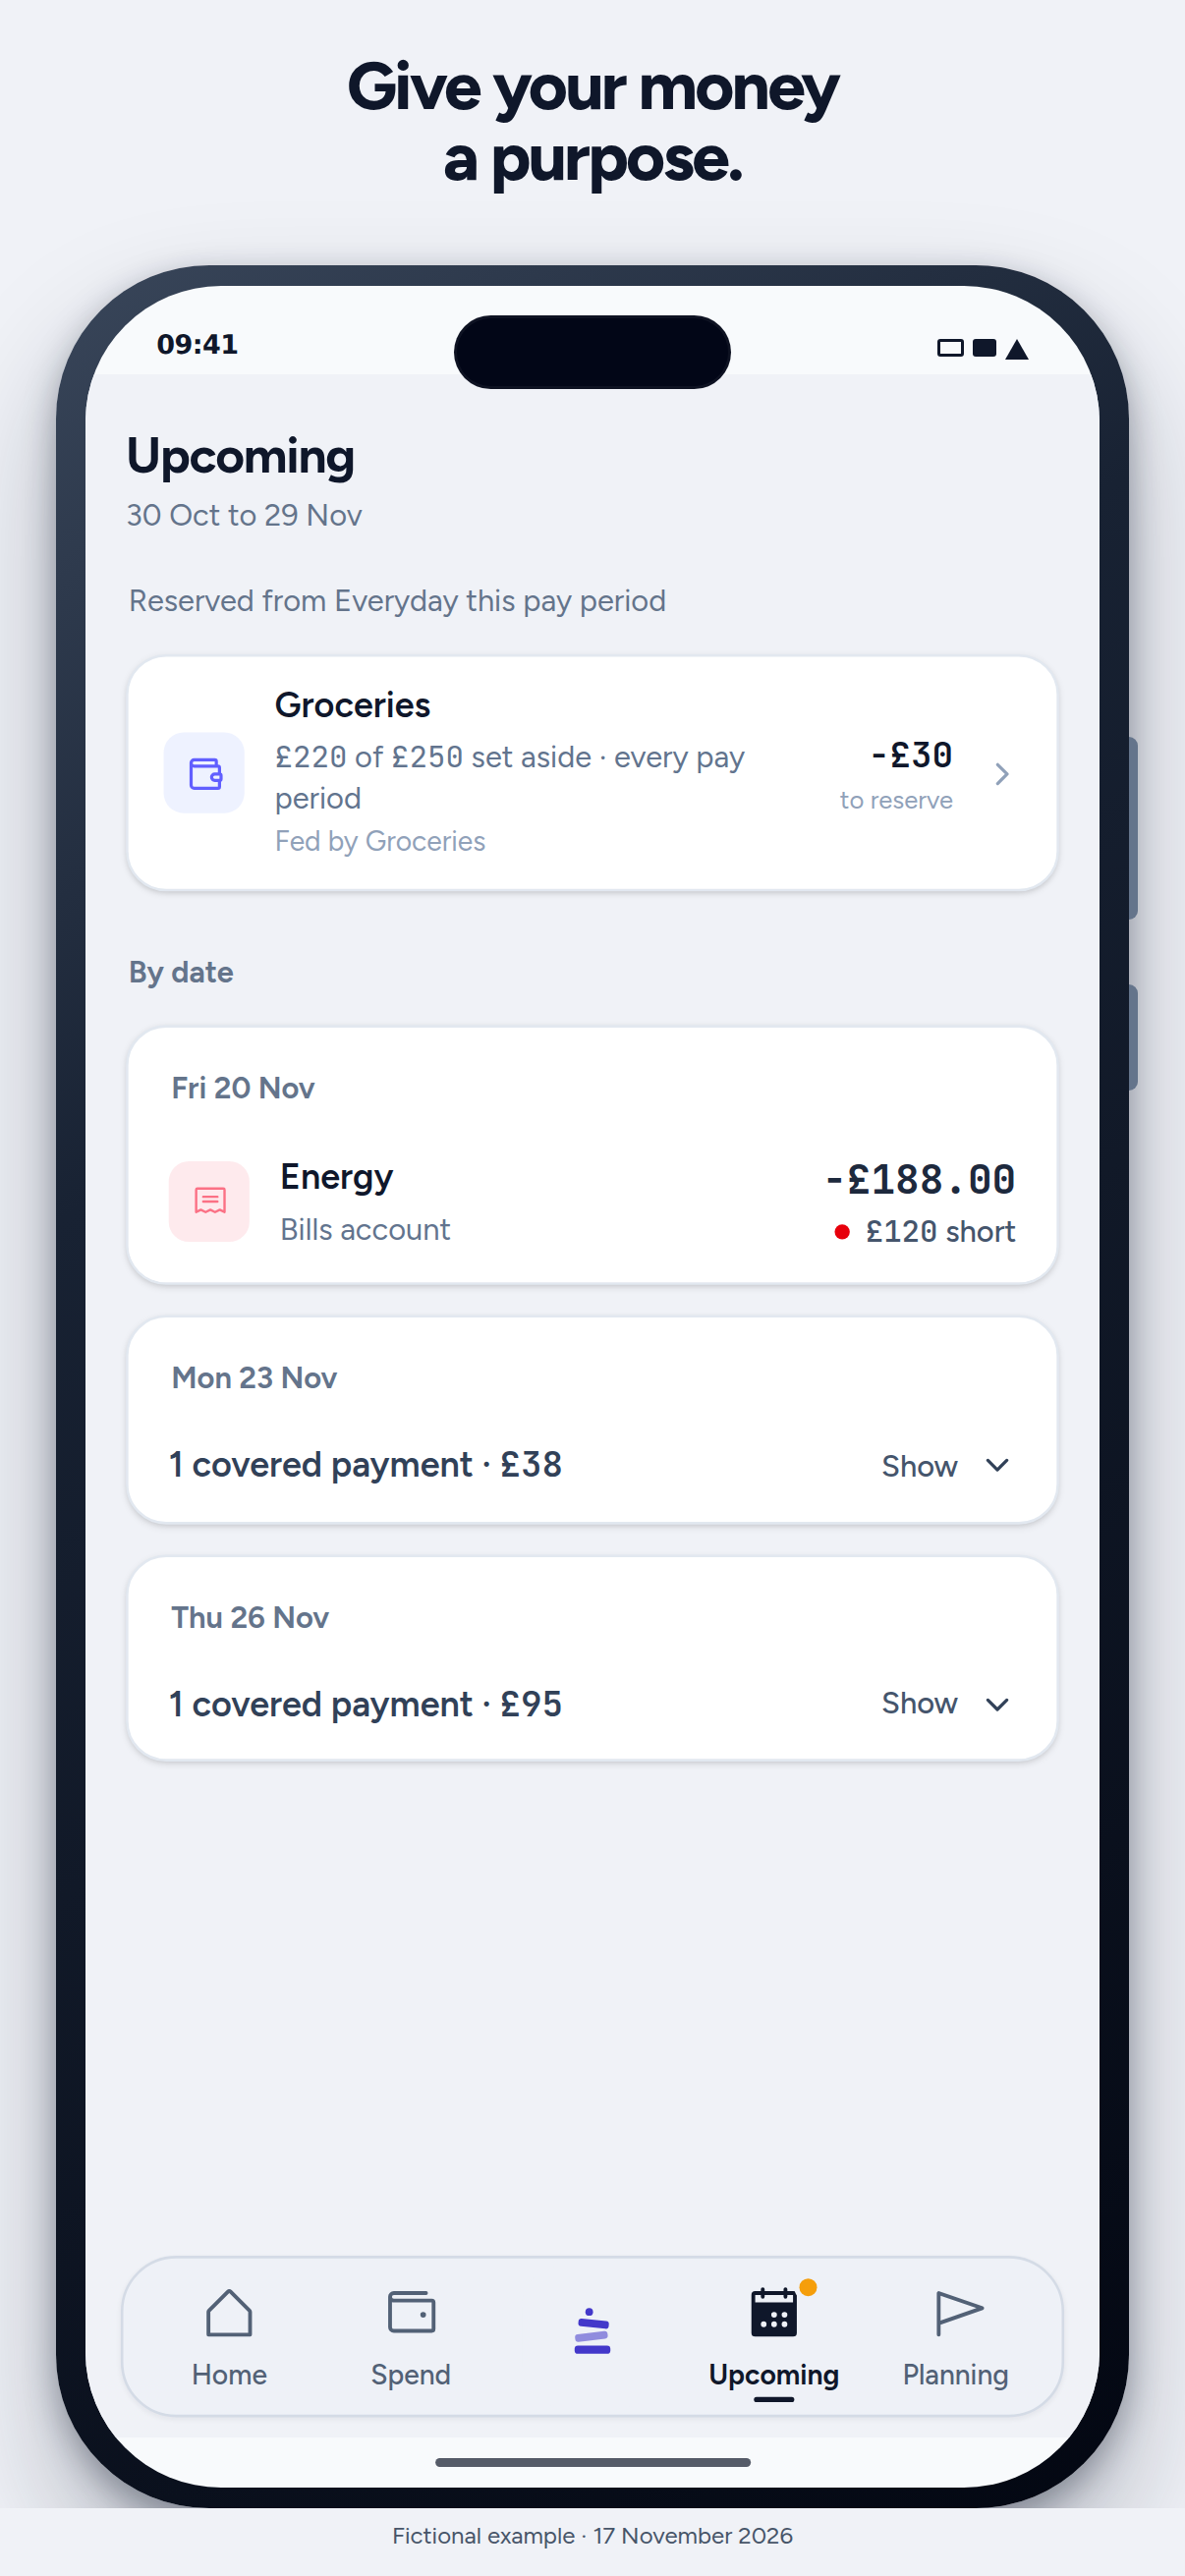 Give your money
a purpose.
09:41
Upcoming
30 Oct to 29 Nov
Reserved from Everyday this pay period
Groceries
£220 of £250 set aside · every pay
period
Fed by Groceries
-£30
to reserve
By date
Fri 20 Nov
Energy
Bills account
-£188.00
£120 short
Mon 23 Nov
1 covered payment · £38
Show
Thu 26 Nov
1 covered payment · £95
Show
Home
Spend
Upcoming
Planning
Fictional example · 17 November 2026